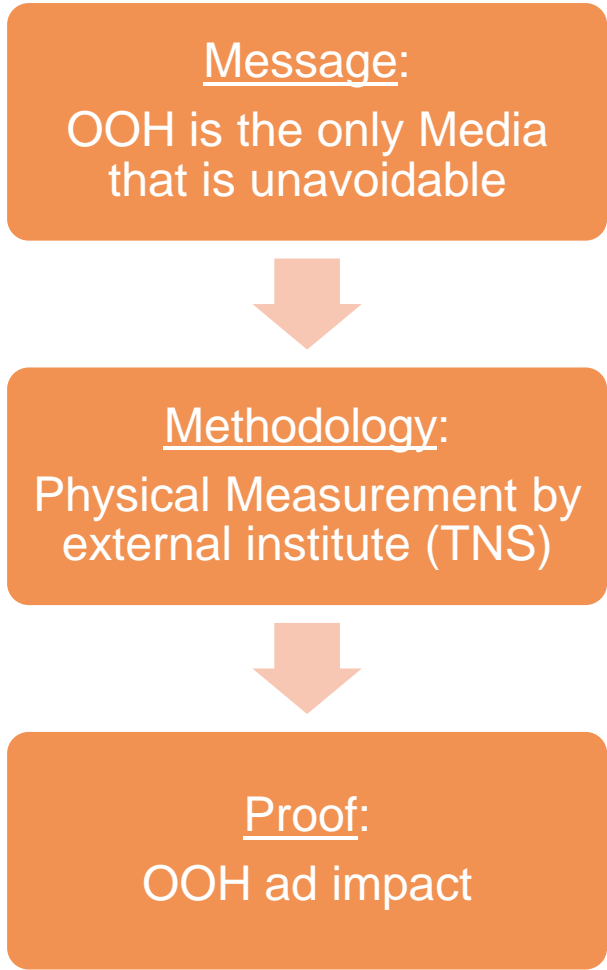 Message:
OOH is the only Media
that is unavoidable
Methodology:
Physical Measurement by
external institute (TNS)
Proof:
OOH ad impact